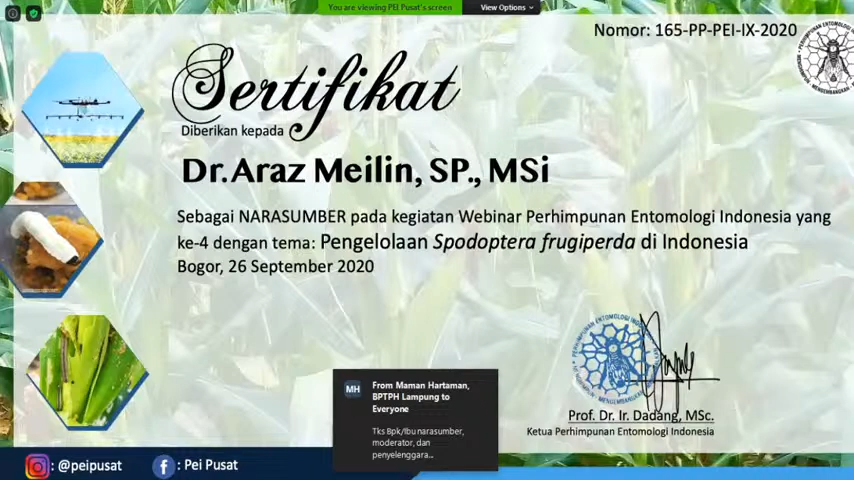 You are viewing PEI Pusat's screen
View Options
Nomor: 165-PP-PEI-IX-2020
Sertifikat
Diberikan kepada
Dr.Araz Meilin, SP., MSi
Sebagai NARASUMBER pada kegiatan Webinar Perhimpunan Entomologi Indonesia yang
ke-4 dengan tema: Pengelolaan Spodoptera frugiperda di Indonesia
Bogor, 26 September 2020
MH
From Maman Hartaman,
BPTPH Lampung to
Everyone
Tks Bpk/Ibu narasumber,
moderator, dan
penyelenggara...
Prof. Dr. Ir. Dadang, MSc.
Ketua Perhimpunan Entomologi Indonesia
: @peipusat
: Pei Pusat